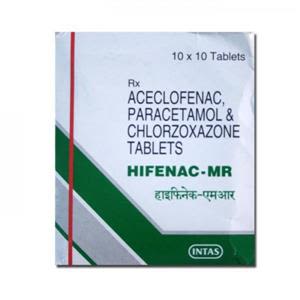 10 x 10 Tablets
Rx
ACECLOFENAC,
PARACETAMOL &
CHLORZOXAZONE
TABLETS
HIFENAC-MR
हाइफिनेक-एमआर
INTAS